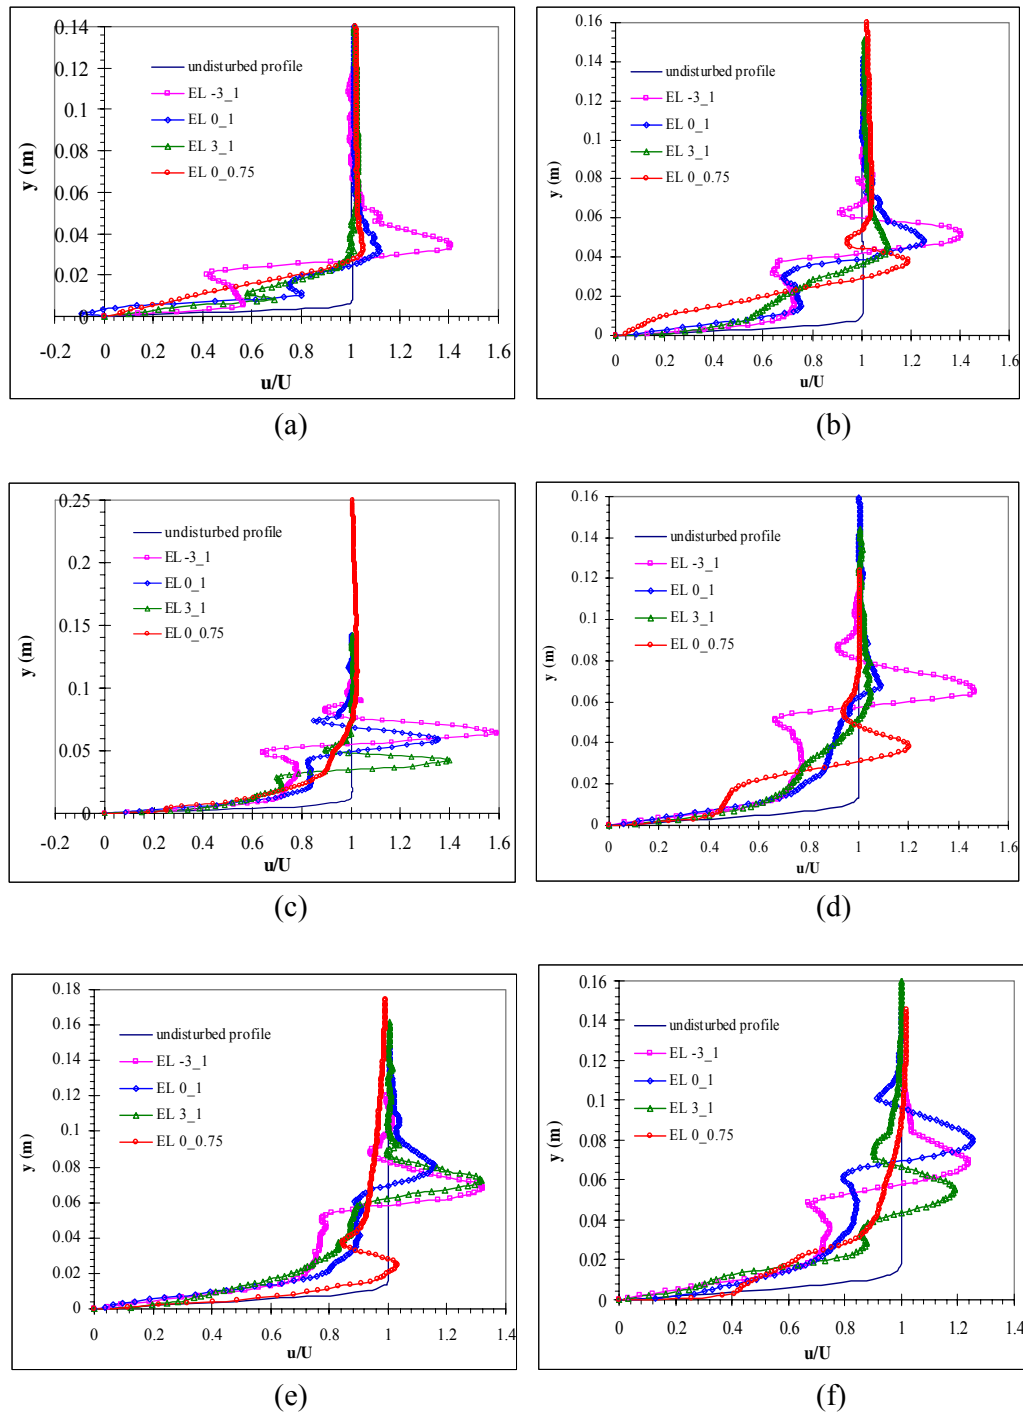 0.14
0.12
0.1
0.08
0.06
0.04
0.02
0
-0.2 0 0.2 0.4 0.6 0.8 1 1.2 1.4 1.6
y (m)
u/U
undisturbed profile
EL -3_1
EL 0_1
EL 3_1
EL 0_0.75
(a)
0.16
0.14
0.12
0.1
0.08
0.06
0.04
0.02
0
0 0.2 0.4 0.6 0.8 1 1.2 1.4 1.6
y (m)
u/U
undisturbed profile
EL -3_1
EL 0_1
EL 3_1
EL 0_0.75
(b)
0.25
0.2
0.15
0.1
0.05
0
-0.2 0 0.2 0.4 0.6 0.8 1 1.2 1.4 1.6
y (m)
u/U
undisturbed profile
EL -3_1
EL 0_1
EL 3_1
EL 0_0.75
(c)
0.16
0.14
0.12
0.1
0.08
0.06
0.04
0.02
0
0 0.2 0.4 0.6 0.8 1 1.2 1.4 1.6
y (m)
u/U
undisturbed profile
EL -3_1
EL 0_1
EL 3_1
EL 0_0.75
(d)
0.18
0.16
0.14
0.12
0.1
0.08
0.06
0.04
0.02
0
0 0.2 0.4 0.6 0.8 1 1.2 1.4
y (m)
u/U
undisturbed profile
EL -3_1
EL 0_1
EL 3_1
EL 0_0.75
(e)
0.16
0.14
0.12
0.1
0.08
0.06
0.04
0.02
0
0 0.2 0.4 0.6 0.8 1 1.2 1.4
y (m)
u/U
undisturbed profile
EL -3_1
EL 0_1
EL 3_1
EL 0_0.75
(f)